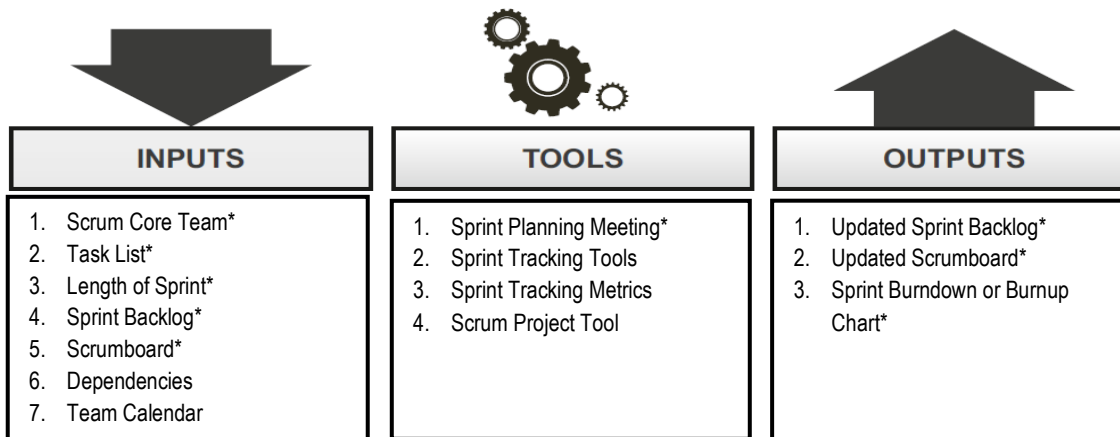 INPUTS
1. Scrum Core Team*
2. Task List*
3. Length of Sprint*
4. Sprint Backlog*
5. Scrumboard*
6. Dependencies
7. Team Calendar
TOOLS
1. Sprint Planning Meeting*
2. Sprint Tracking Tools
3. Sprint Tracking Metrics
4. Scrum Project Tool
OUTPUTS
1. Updated Sprint Backlog*
2. Updated Scrumboard*
3. Sprint Burndown or Burnup
Chart*